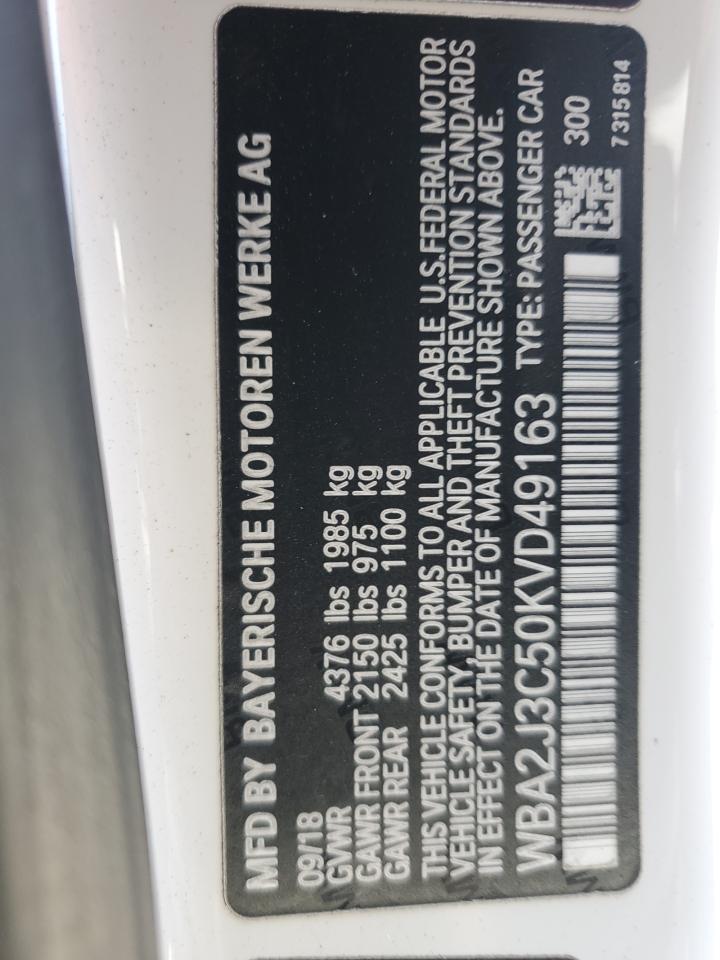 MFD BY BAYERISCHE MOTOREN WERKE AG
09/18
GVWR 4376 lbs 1985 kg
GAWR FRONT 2150 lbs 975 kg
GAWR REAR 2425 lbs 1100 kg
THIS VEHICLE CONFORMS TO ALL APPLICABLE U.S.FEDERAL MOTOR
VEHICLE SAFETY, BUMPER AND THEFT PREVENTION STANDARDS
IN EFFECT ON THE DATE OF MANUFACTURE SHOWN ABOVE.
WBA2J3C50KVD49163 TYPE: PASSENGER CAR
300
7315814